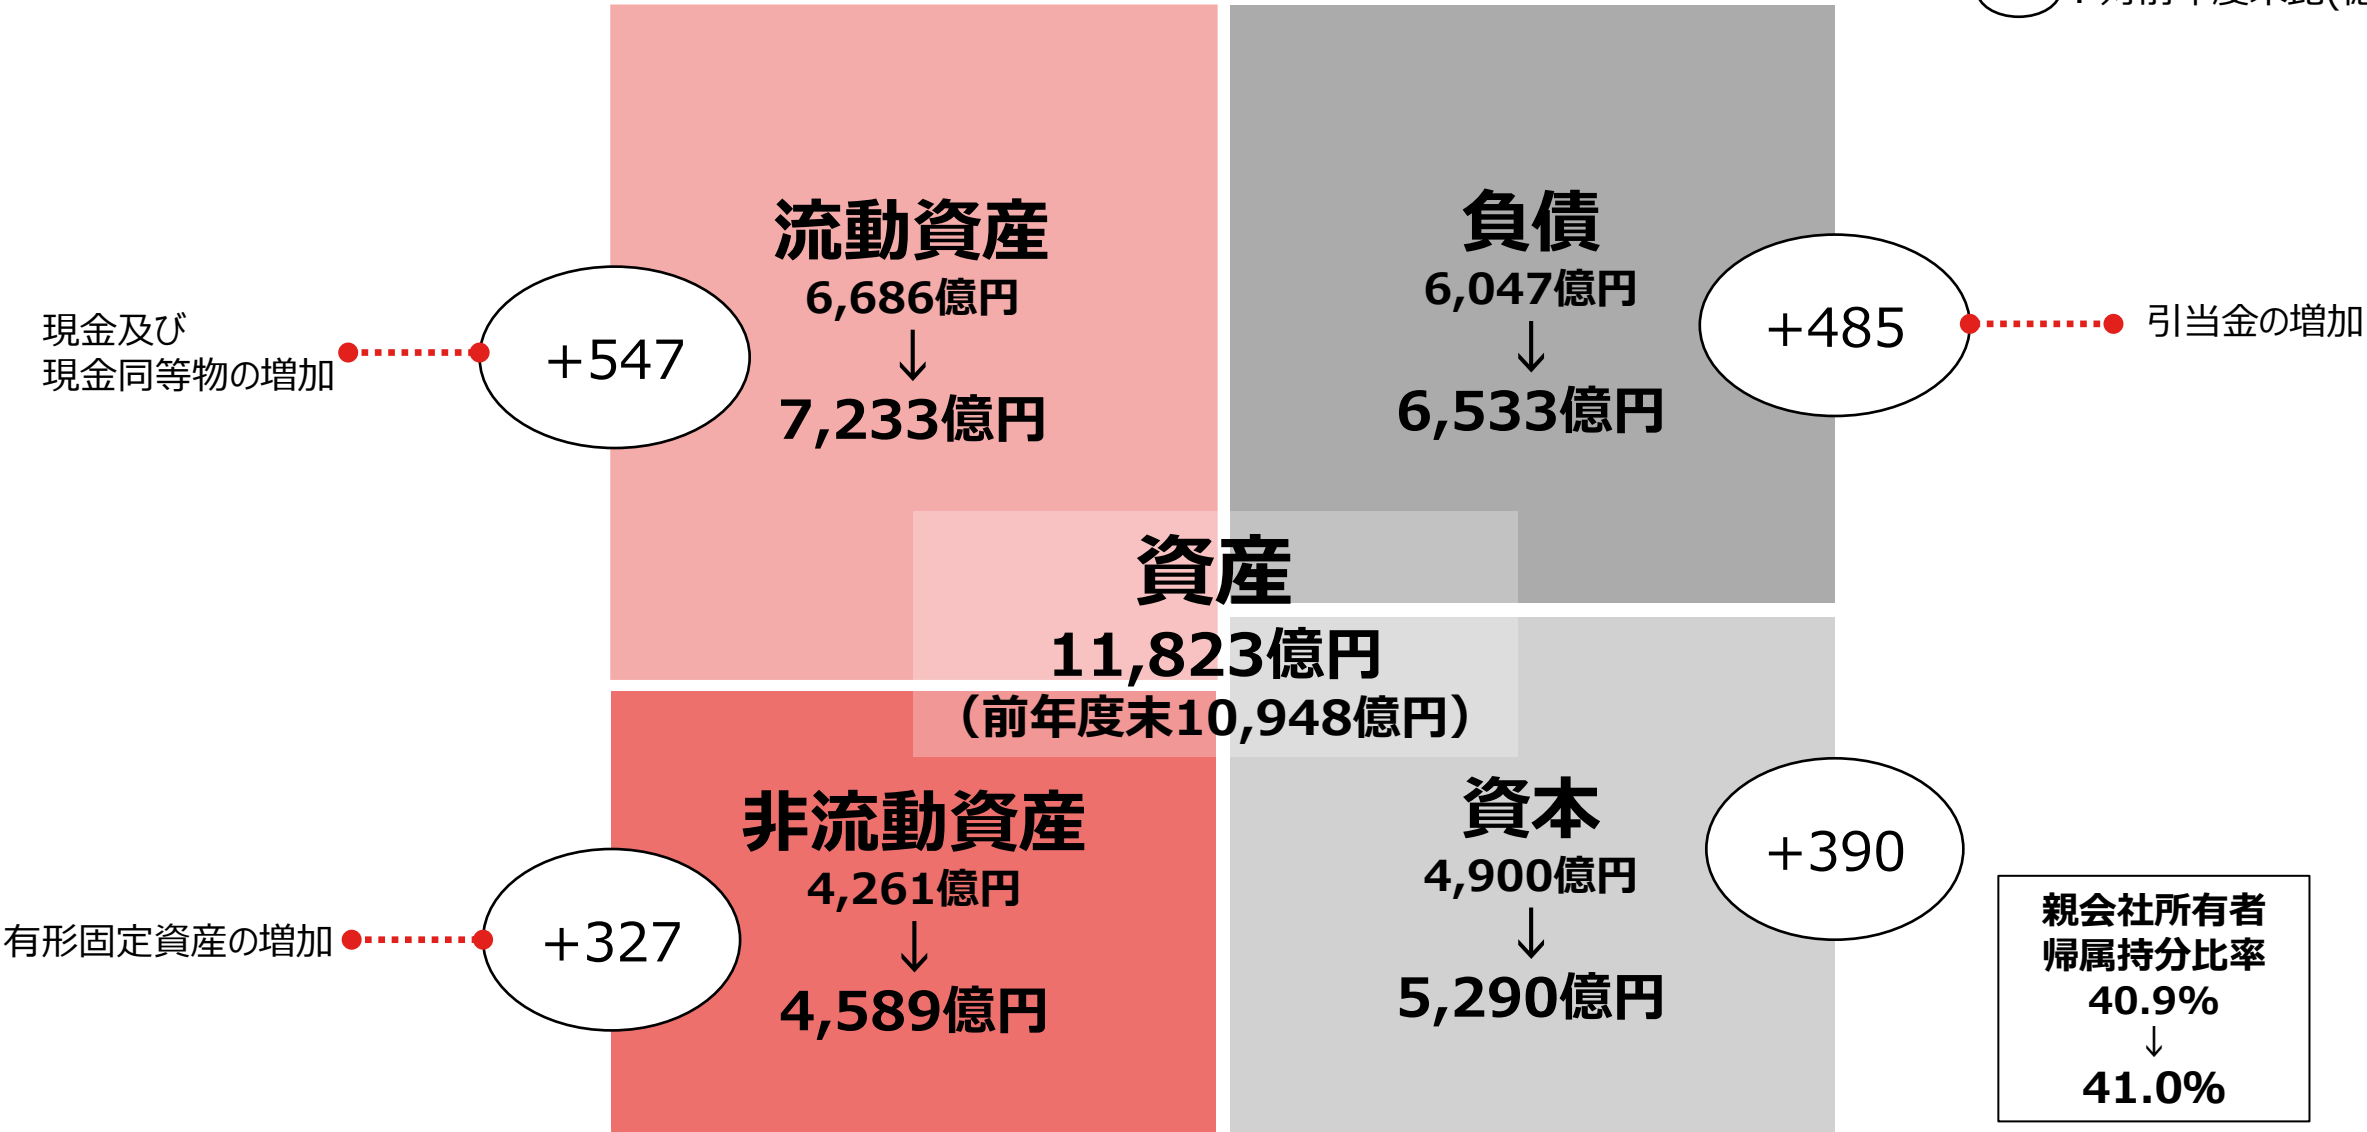 流動資産
6,686億円
↓
7,233億円
+547
現金及び
現金同等物の増加
負債
6,047億円
↓
6,533億円
+485
引当金の増加
資産
11,823億円
（前年度末10,948億円）
非流動資産
4,261億円
↓
4,589億円
+327
有形固定資産の増加
資本
4,900億円
↓
5,290億円
+390
親会社所有者
帰属持分比率
40.9%
↓
41.0%